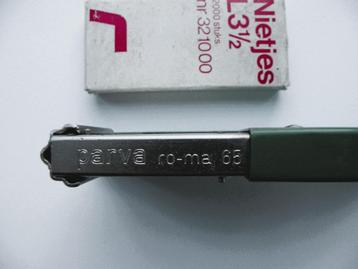 Nietjes
L 3½
2000 stuks
nr 321000
parva ro-ma 65